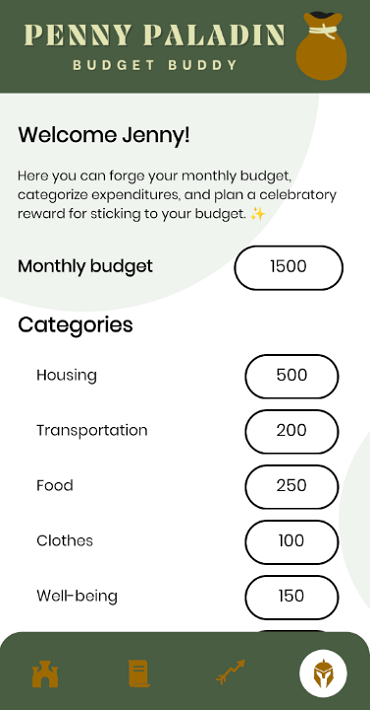 PENNY PALADIN
BUDGET BUDDY
Welcome Jenny!
Here you can forge your monthly budget,
categorize expenditures, and plan a celebratory
reward for sticking to your budget. ✨
Monthly budget 1500
Categories
Housing 500
Transportation 200
Food 250
Clothes 100
Well-being 150